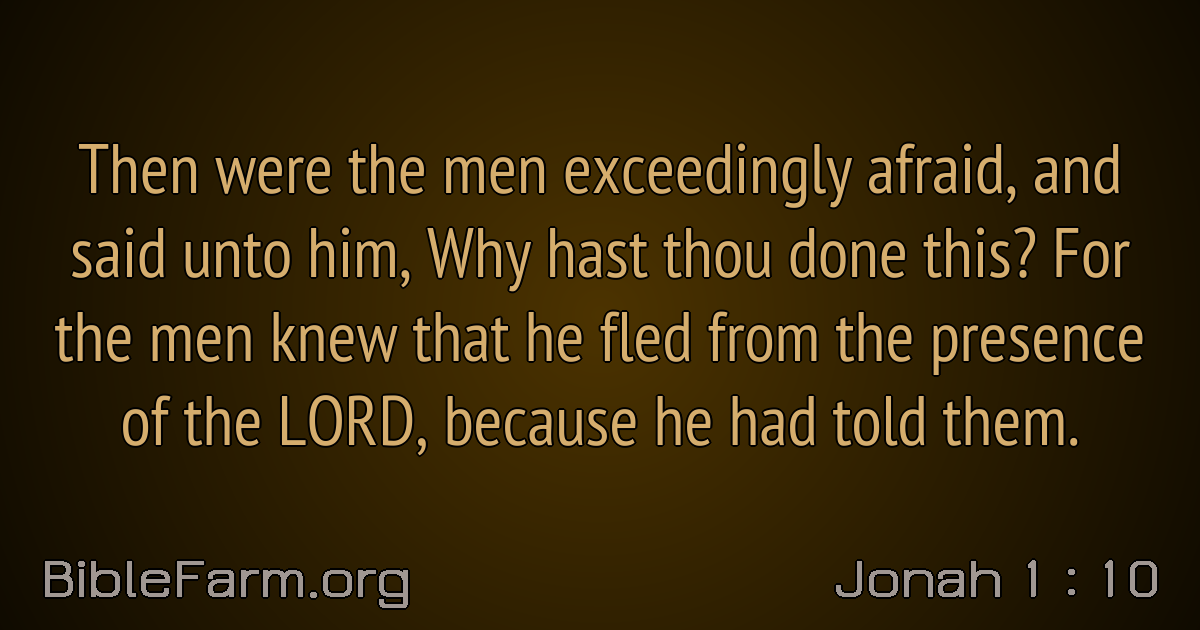 Then were the men exceedingly afraid, and
said unto him, Why hast thou done this? For
the men knew that he fled from the presence
of the LORD, because he had told them.
BibleFarm.org
Jonah 1 : 10